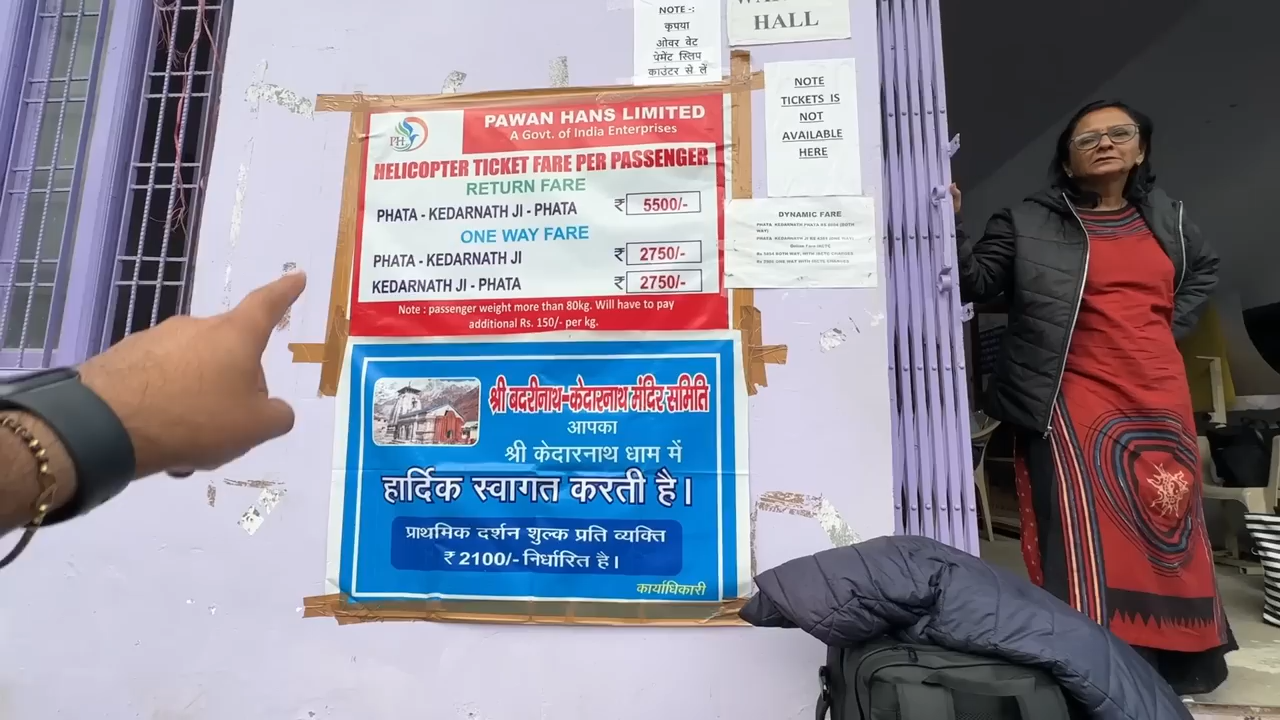 NOTE -:
कृपया
ओवर वेट
पेमेंट स्लिप
काउंटर से लें
HALL
NOTE
TICKETS IS
NOT
AVAILABLE
HERE
PH
PAWAN HANS LIMITED
A Govt. of India Enterprises
HELICOPTER TICKET FARE PER PASSENGER
RETURN FARE
PHATA - KEDARNATH JI - PHATA ₹ 5500/-
ONE WAY FARE
PHATA - KEDARNATH JI ₹ 2750/-
KEDARNATH JI - PHATA ₹ 2750/-
Note : passenger weight more than 80kg. Will have to pay
additional Rs. 150/- per kg.
DYNAMIC FARE
श्री बदरीनाथ-केदारनाथ मंदिर समिति
आपका
श्री केदारनाथ धाम में
हार्दिक स्वागत करती है।
प्राथमिक दर्शन शुल्क प्रति व्यक्ति
₹ 2100/- निर्धारित है।
कार्याधिकारी